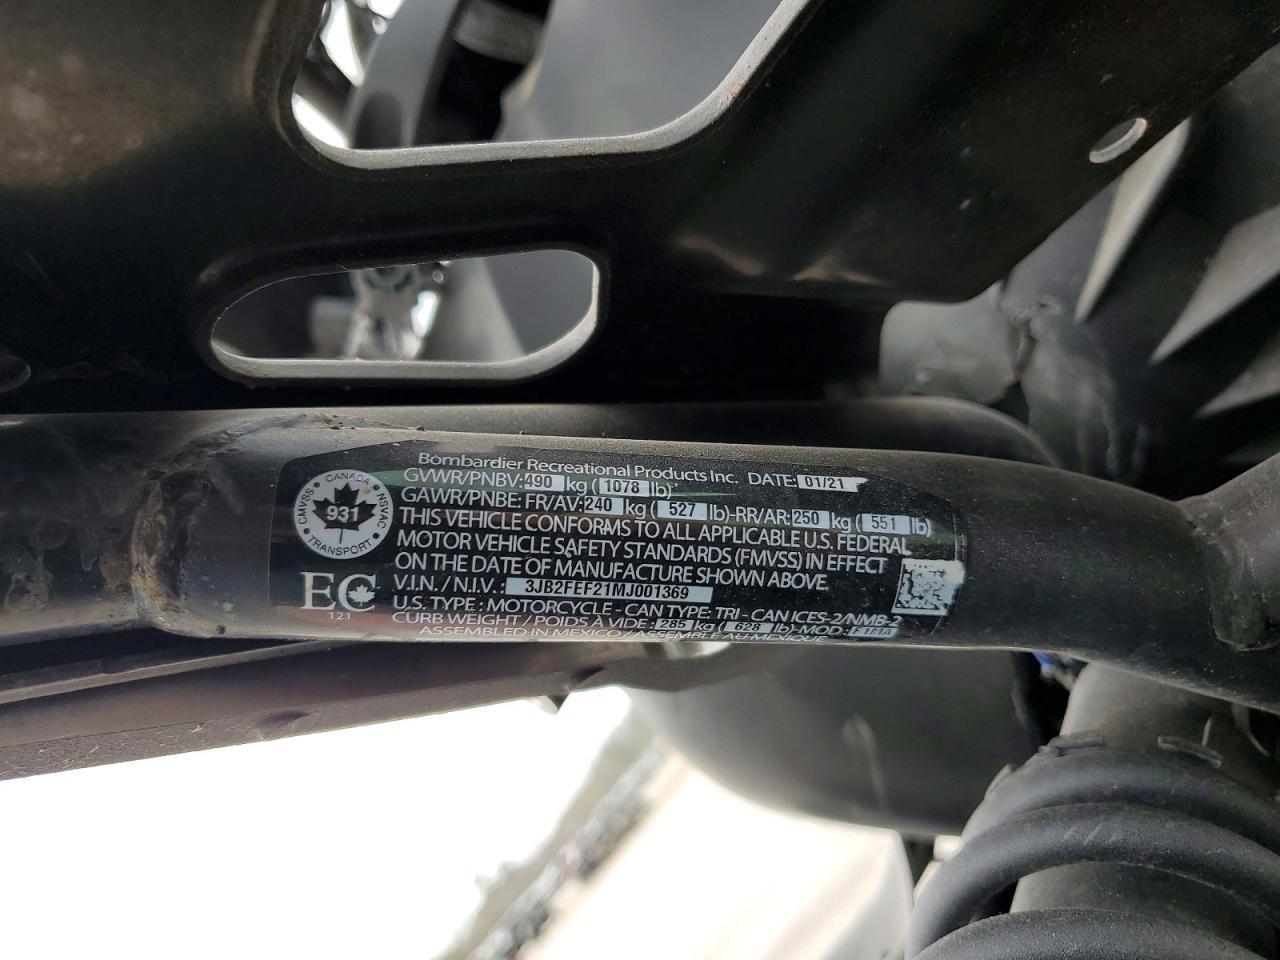 Bombardier Recreational Products Inc. DATE: 01/21
GVWR/PNBV: 490 kg ( 1078 lb)
GAWR/PNBE: FR/AV: 240 kg ( 527 lb)-RR/AR: 250 kg ( 551 lb)
THIS VEHICLE CONFORMS TO ALL APPLICABLE U.S. FEDERAL
MOTOR VEHICLE SAFETY STANDARDS (FMVSS) IN EFFECT
ON THE DATE OF MANUFACTURE SHOWN ABOVE.
V.I.N. / N.I.V. : 3JB2FEF21MJ001369
U.S. TYPE : MOTORCYCLE - CAN TYPE: TRI - CAN ICES-2/NMB-2
CURB WEIGHT / POIDS À VIDE : 285 kg ( 628 lb)-MOD.:
ASSEMBLED IN MEXICO / ASSEMBLÉ AU MEXIQUE
CANADA
CMVSS • NSVAC
931
TRANSPORT
EC
121